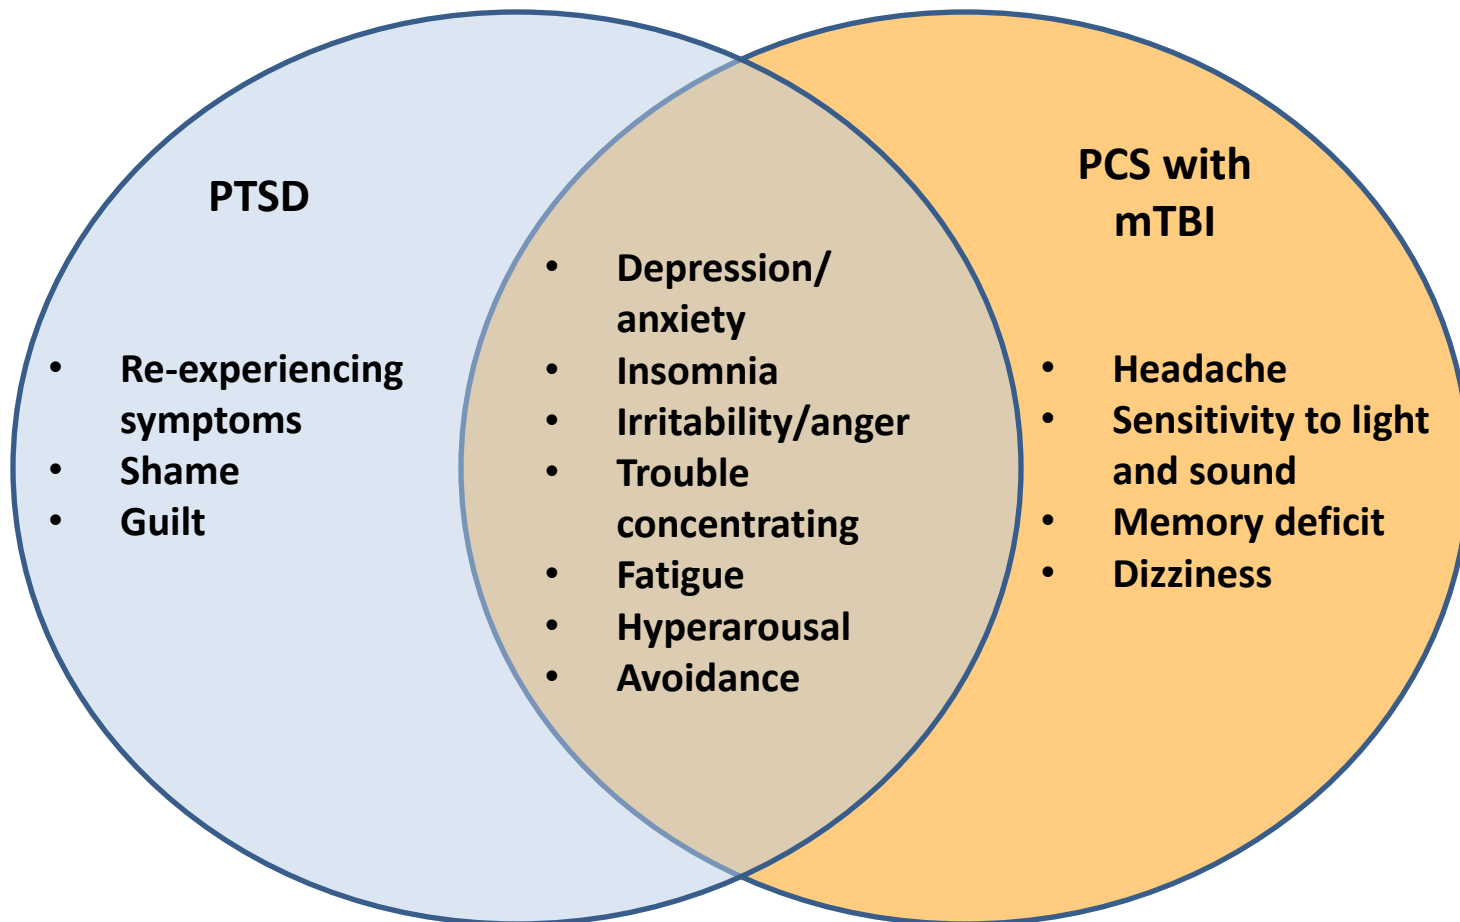 PTSD
• Re-experiencing
symptoms
• Shame
• Guilt
• Depression/
anxiety
• Insomnia
• Irritability/anger
• Trouble
concentrating
• Fatigue
• Hyperarousal
• Avoidance
PCS with
mTBI
• Headache
• Sensitivity to light
and sound
• Memory deficit
• Dizziness